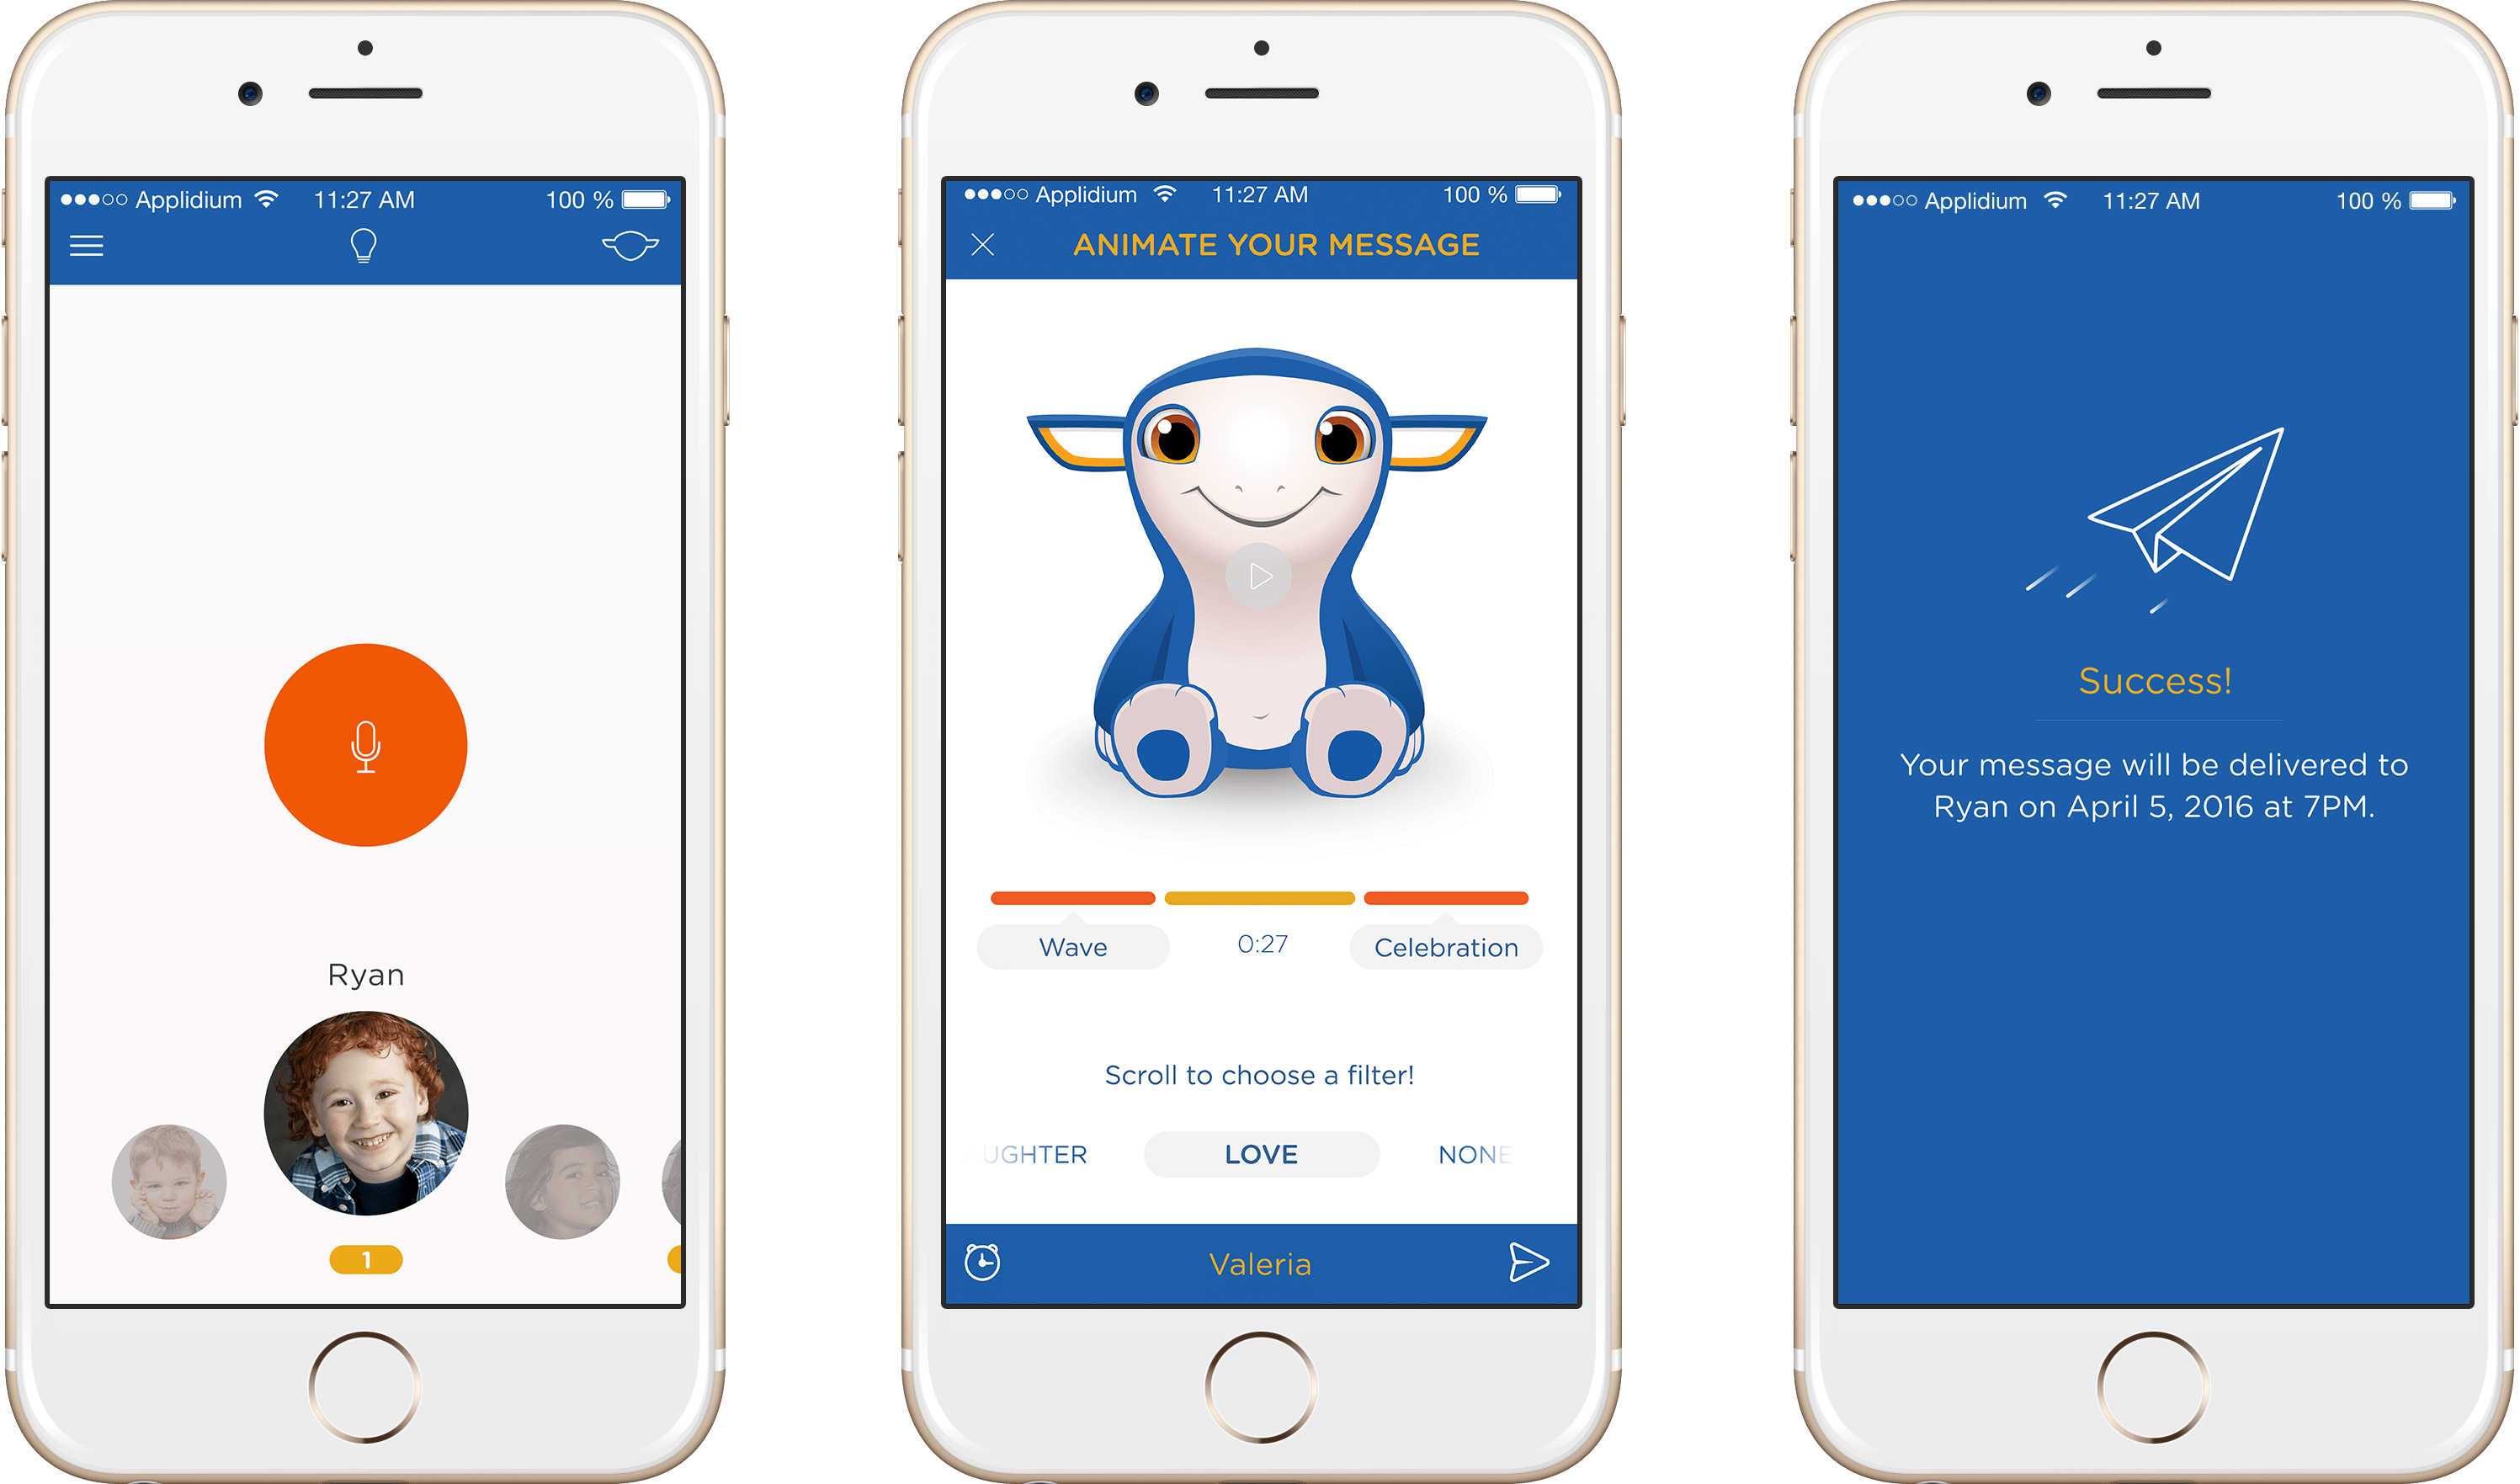 Applidium 11:27 AM 100 %
Ryan
1
Applidium 11:27 AM 100 %
ANIMATE YOUR MESSAGE
Wave 0:27 Celebration
Scroll to choose a filter!
UGHTER LOVE NONE
Valeria
Applidium 11:27 AM 100 %
Success!
Your message will be delivered to
Ryan on April 5, 2016 at 7PM.